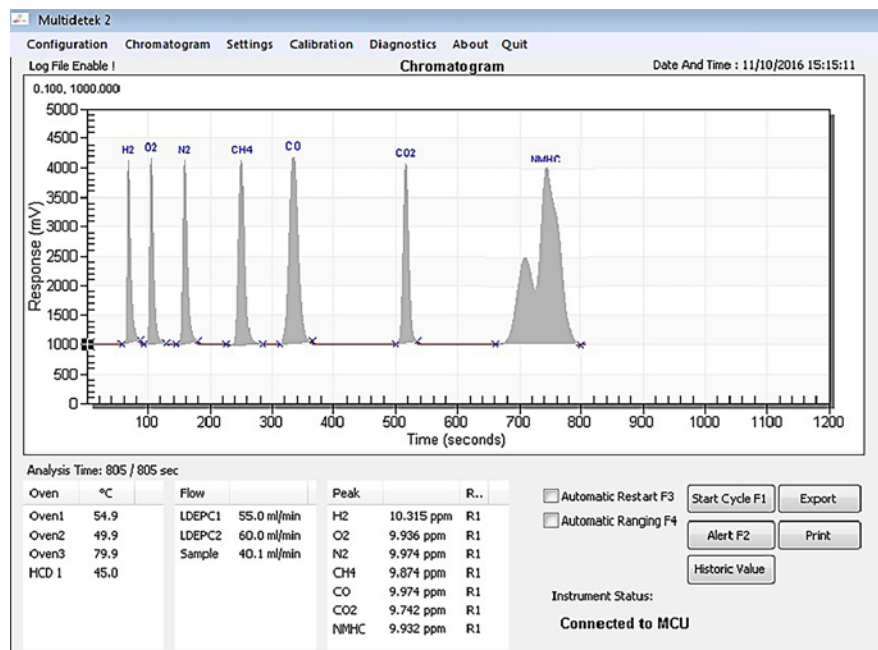 Multidetek 2
Configuration Chromatogram Settings Calibration Diagnostics About Quit
Log File Enable ! Chromatogram Date And Time : 11/10/2016 15:15:11
0.100, 1000.000
5000
4500
4000
3500
3000
2500
2000
1500
1000
500
0
Response (mV)
H2 O2 N2 CH4 CO CO2 NMHC
100 200 300 400 500 600 700 800 900 1000 1100 1200
Time (seconds)
Analysis Time: 805 / 805 sec
Oven °C
Oven1 54.9
Oven2 49.9
Oven3 79.9
HCD 1 45.0
Flow
LDEPC1 55.0 ml/min
LDEPC2 60.0 ml/min
Sample 40.1 ml/min
Peak R..
H2 10.315 ppm R1
O2 9.936 ppm R1
N2 9.974 ppm R1
CH4 9.874 ppm R1
CO 9.974 ppm R1
CO2 9.742 ppm R1
NMHC 9.932 ppm R1
Automatic Restart F3
Automatic Ranging F4
Start Cycle F1 Export
Alert F2 Print
Historic Value
Instrument Status:
Connected to MCU